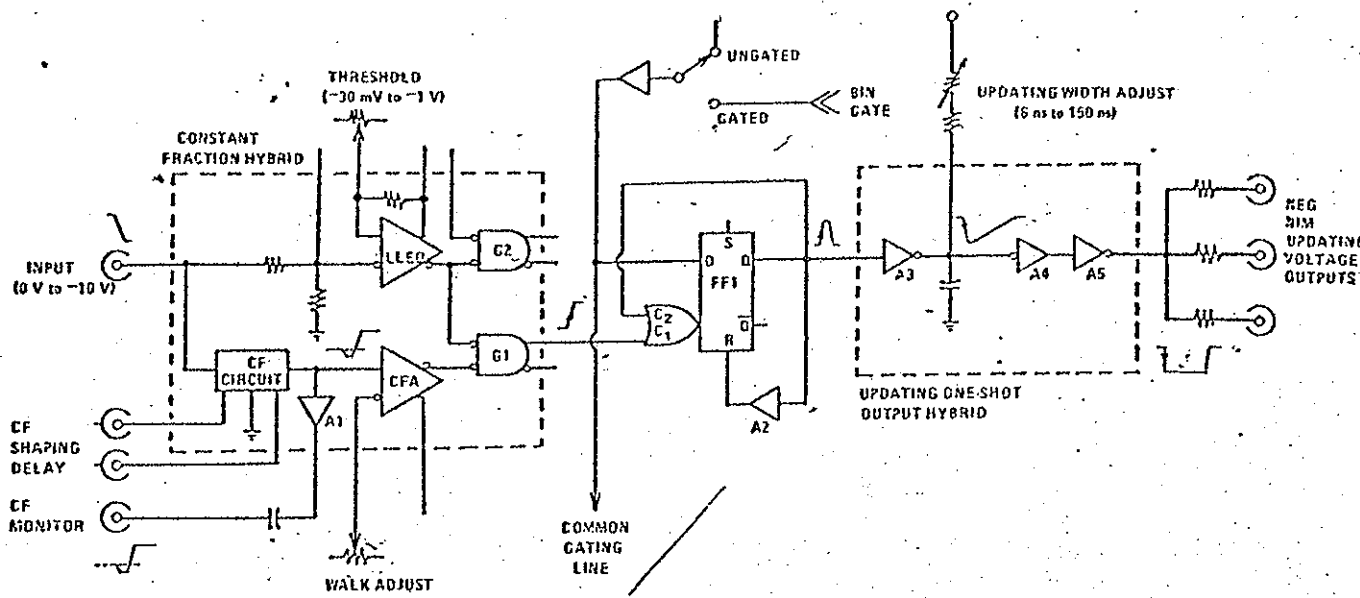 THRESHOLD
(−30 mV to −1 V)
CONSTANT
FRACTION HYBRID
UNGATED
GATED
BIN
GATE
UPDATING WIDTH ADJUST
(6 ns to 150 ns)
INPUT
(0 V to −10 V)
LLED
G2
G1
CF
CIRCUIT
A1
CFA
C2
C1
S
D
Q
FF1
Q
R
A2
A3
A4
A5
NEG
NIM
UPDATING
VOLTAGE
OUTPUTS
UPDATING ONE-SHOT
OUTPUT HYBRID
CF
SHAPING
DELAY
CF
MONITOR
WALK ADJUST
COMMON
GATING
LINE